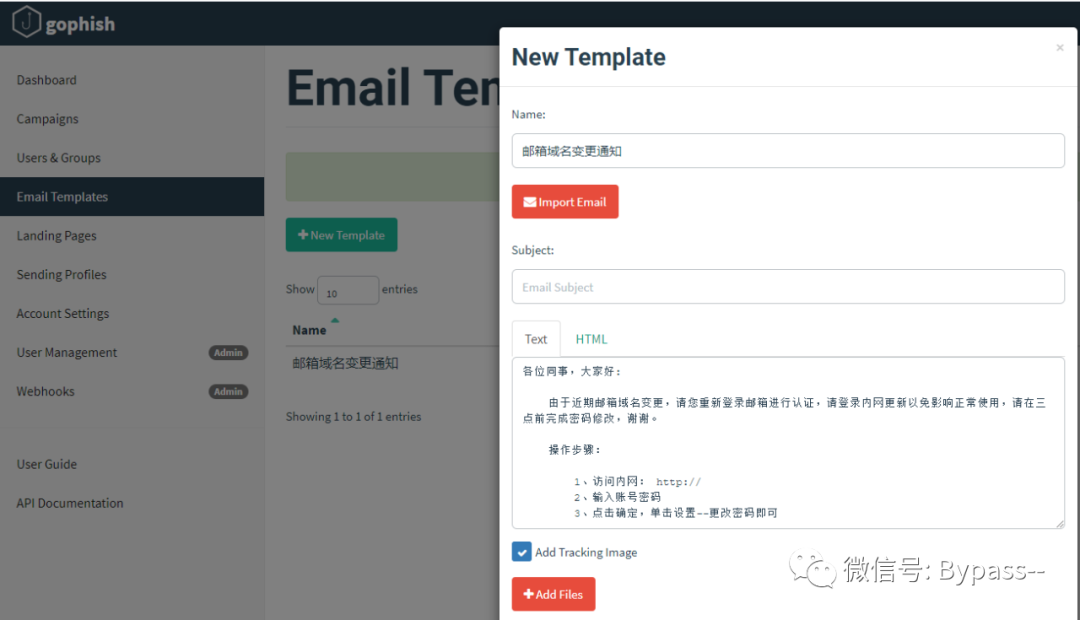 gophish
Dashboard
Campaigns
Users & Groups
Email Templates
Landing Pages
Sending Profiles
Account Settings
User Management Admin
Webhooks Admin
User Guide
API Documentation
Email Ten
New Template
Show 10 entries
Name
邮箱域名变更通知
Showing 1 to 1 of 1 entries
New Template ×
Name:
邮箱域名变更通知
Import Email
Subject:
Email Subject
Text HTML
各位同事，大家好：
由于近期邮箱域名变更，请您重新登录邮箱进行认证，请登录内网更新以免影响正常使用，请在三
点前完成密码修改，谢谢。
操作步骤：
1、访问内网： http://
2、输入账号密码
3、点击确定，单击设置--更改密码即可
Add Tracking Image
Add Files
微信号: Bypass--